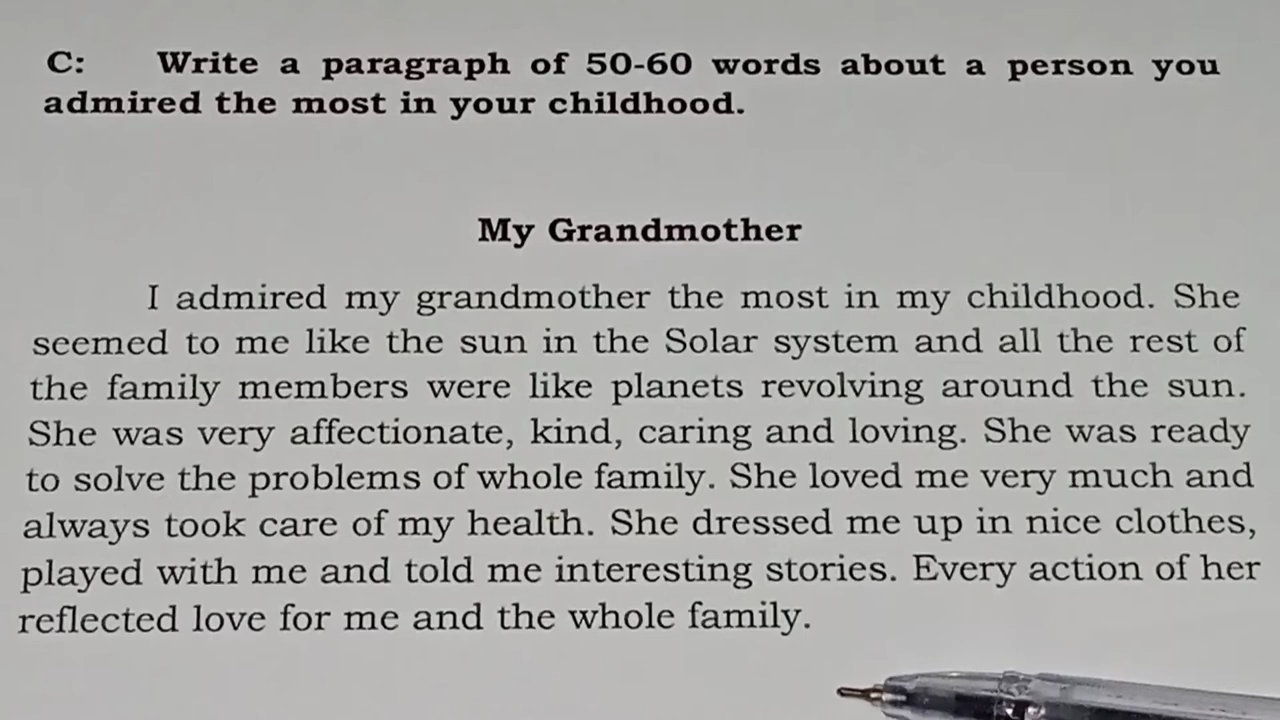 C: Write a paragraph of 50-60 words about a person you
admired the most in your childhood.
My Grandmother
I admired my grandmother the most in my childhood. She
seemed to me like the sun in the Solar system and all the rest of
the family members were like planets revolving around the sun.
She was very affectionate, kind, caring and loving. She was ready
to solve the problems of whole family. She loved me very much and
always took care of my health. She dressed me up in nice clothes,
played with me and told me interesting stories. Every action of her
reflected love for me and the whole family.